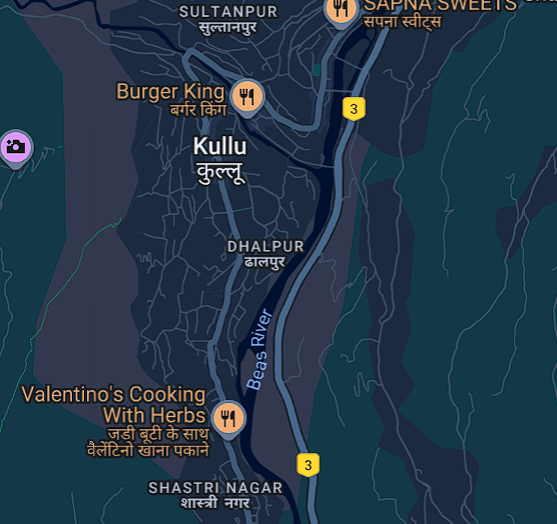 SULTANPUR
सुल्तानपुर
SAPNA SWEETS
सपना स्वीट्स
Burger King
बर्गर किंग
3
Kullu
कुल्लू
DHALPUR
ढालपुर
Beas River
Valentino's Cooking
With Herbs
जडी बूटी के साथ
वैलेंटिनो खाना पकाने
3
SHASTRI NAGAR
शास्त्री नगर